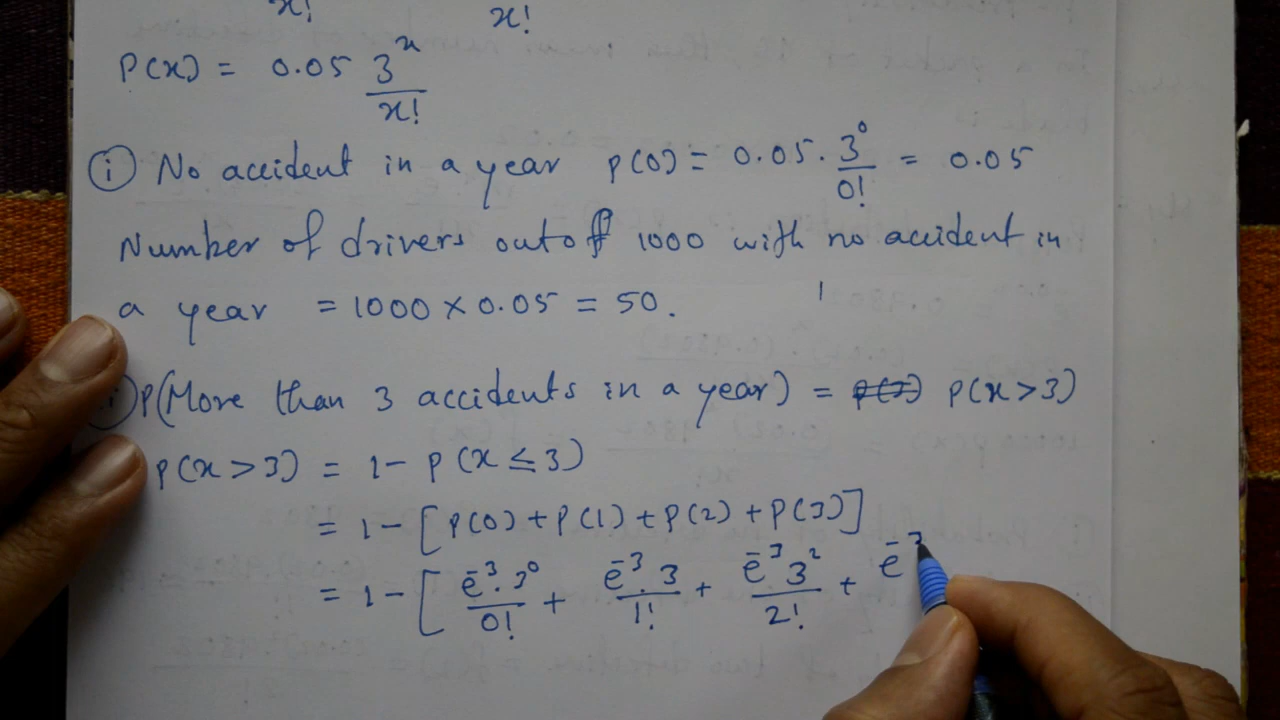 x! x!
P(x) = 0.05 3^x / x!
(i) No accident in a year P(0) = 0.05 . 3^0 / 0! = 0.05
Number of drivers out of 1000 with no accident in
a year = 1000 × 0.05 = 50.
P(More than 3 accidents in a year) = P(x > 3)
P(x > 3) = 1 - P(x ≤ 3)
= 1 - [P(0) + P(1) + P(2) + P(3)]
= 1 - [ e^-3 . 3^0 / 0! + e^-3 . 3 / 1! + e^-3 3^2 / 2! + e^-3